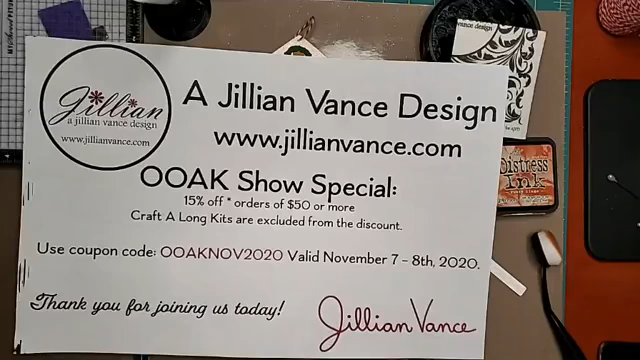 Jillian
a jillian vance design
www.jillianvance.com
A Jillian Vance Design
www.jillianvance.com
OOAK Show Special:
15% off * orders of $50 or more
Craft A Long Kits are excluded from the discount.
Use coupon code: OOAKNOV2020 Valid November 7 - 8th, 2020.
Thank you for joining us today!
Jillian Vance
vance design
Distress
Ink